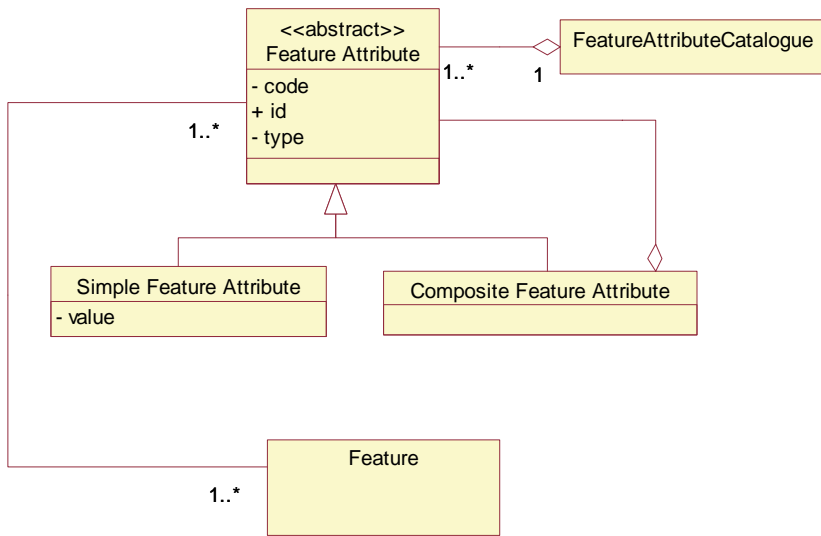 <<abstract>>
Feature Attribute
- code
+ id
- type
FeatureAttributeCatalogue
1..*
1
1..*
Simple Feature Attribute
- value
Composite Feature Attribute
Feature
1..*